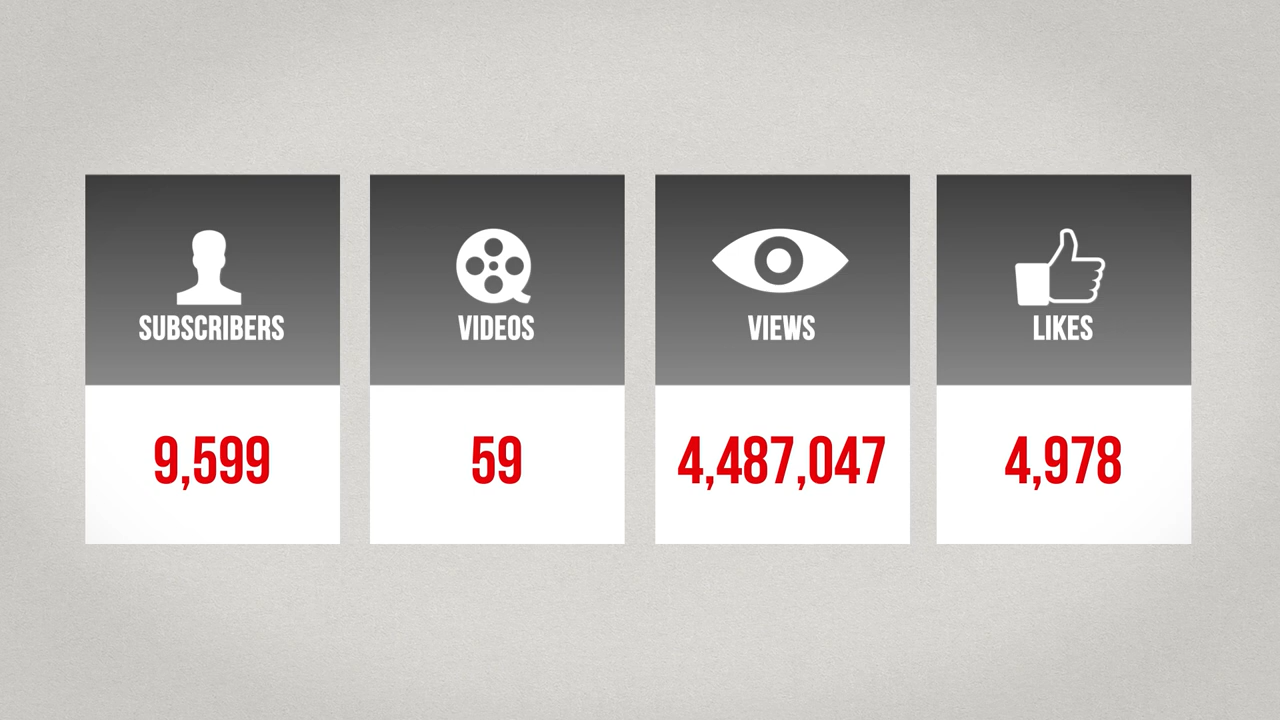 SUBSCRIBERS
9,599
VIDEOS
59
VIEWS
4,487,047
LIKES
4,978